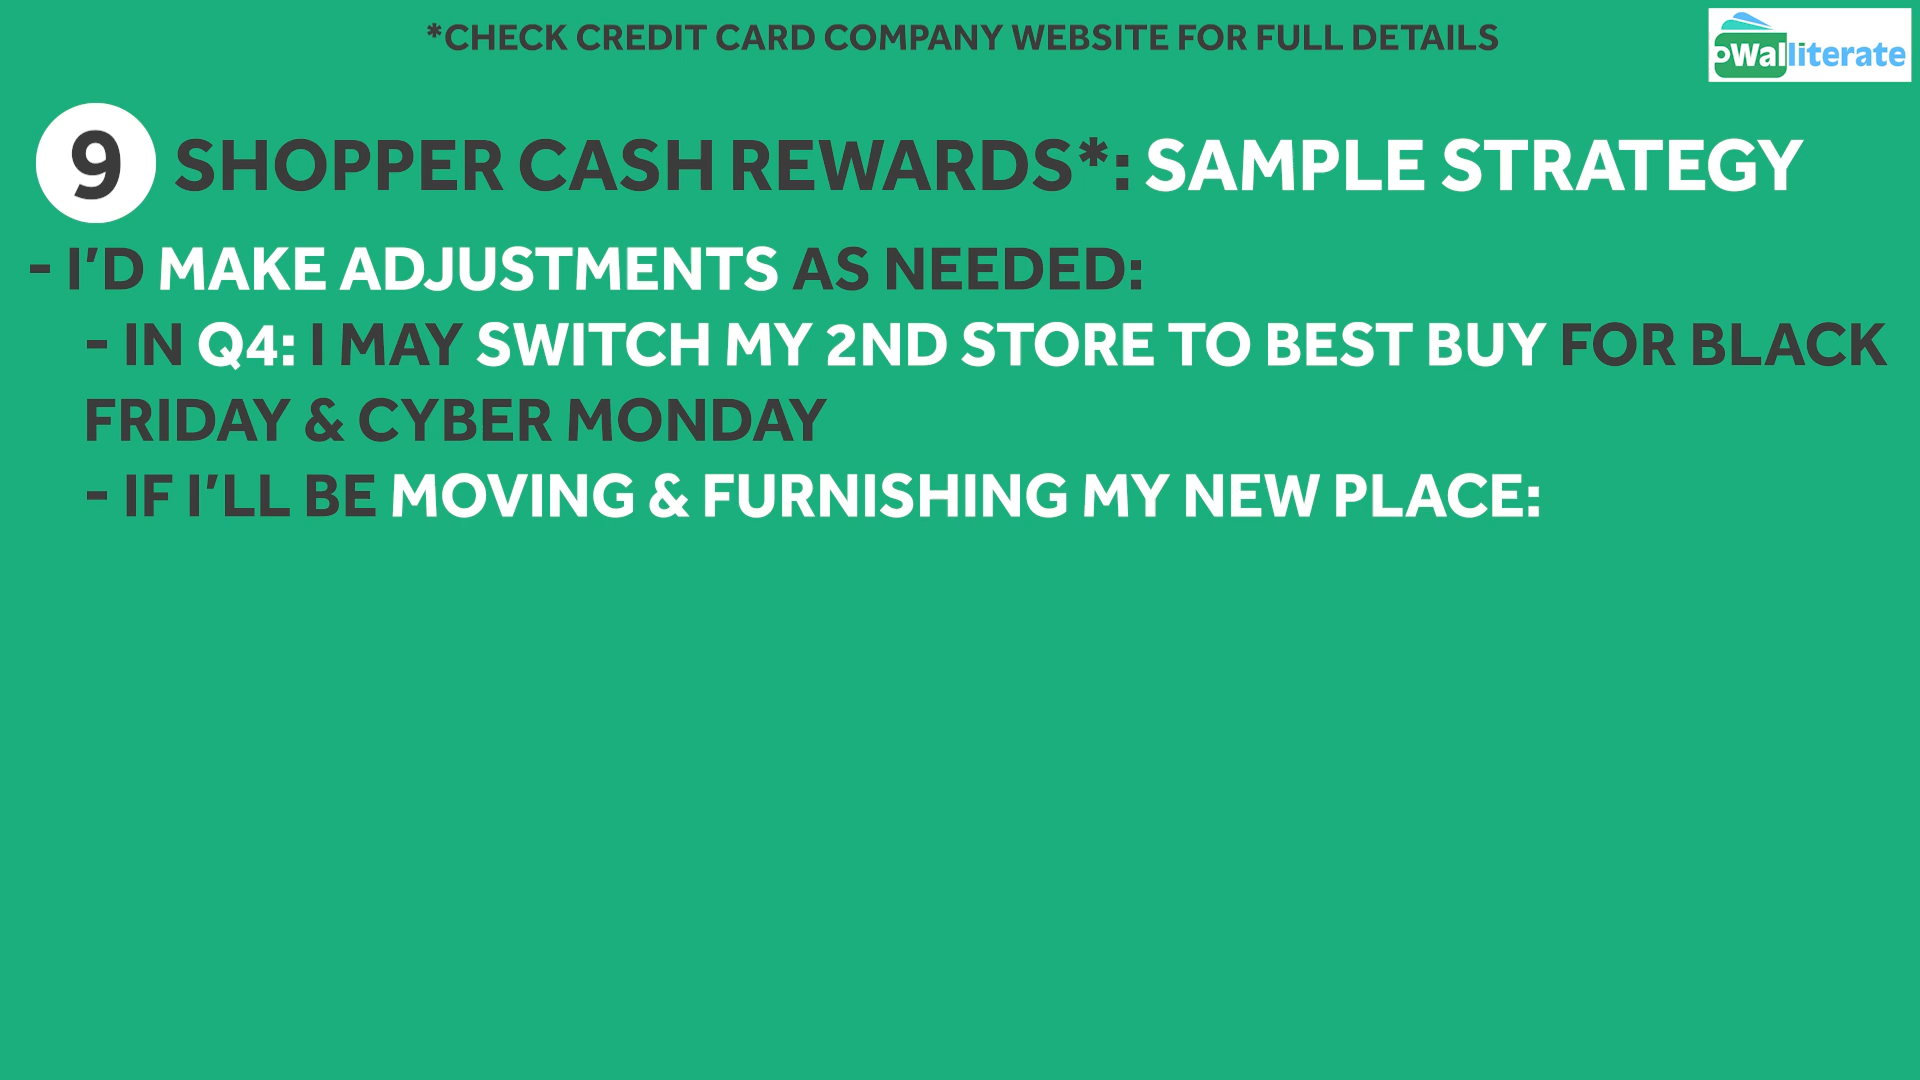 *CHECK CREDIT CARD COMPANY WEBSITE FOR FULL DETAILS
Walliterate
9 SHOPPER CASH REWARDS*: SAMPLE STRATEGY
- I'D MAKE ADJUSTMENTS AS NEEDED:
- IN Q4: I MAY SWITCH MY 2ND STORE TO BEST BUY FOR BLACK
FRIDAY & CYBER MONDAY
- IF I'LL BE MOVING & FURNISHING MY NEW PLACE: